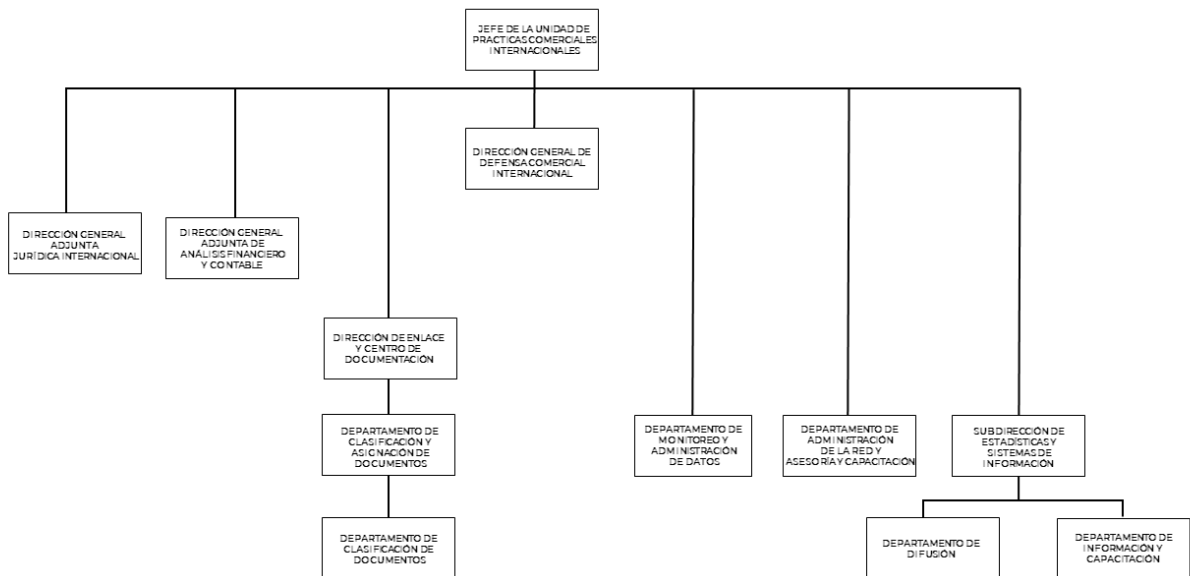 JEFE DE LA UNIDAD DE
PRACTICAS COMERCIALES
INTERNACIONALES
DIRECCIÓN GENERAL DE
DEFENSA COMERCIAL
INTERNACIONAL
DIRECCIÓN GENERAL
ADJUNTA
JURÍDICA INTERNACIONAL
DIRECCIÓN GENERAL
ADJUNTA DE
ANÁLISIS FINANCIERO
Y CONTABLE
DIRECCIÓN DE ENLACE
Y CENTRO DE
DOCUMENTACIÓN
DEPARTAMENTO DE
CLASIFICACIÓN Y
ASIGNACIÓN DE
DOCUMENTOS
DEPARTAMENTO DE
MONITOREO Y
ADMINISTRACIÓN
DE DATOS
DEPARTAMENTO DE
ADMINISTRACIÓN
DE LA RED Y
ASESORÍA Y CAPACITACIÓN
SUBDIRECCIÓN DE
ESTADÍSTICAS Y
SISTEMAS DE
INFORMACIÓN
DEPARTAMENTO DE
CLASIFICACIÓN DE
DOCUMENTOS
DEPARTAMENTO DE
DIFUSIÓN
DEPARTAMENTO DE
INFORMACIÓN Y
CAPACITACIÓN